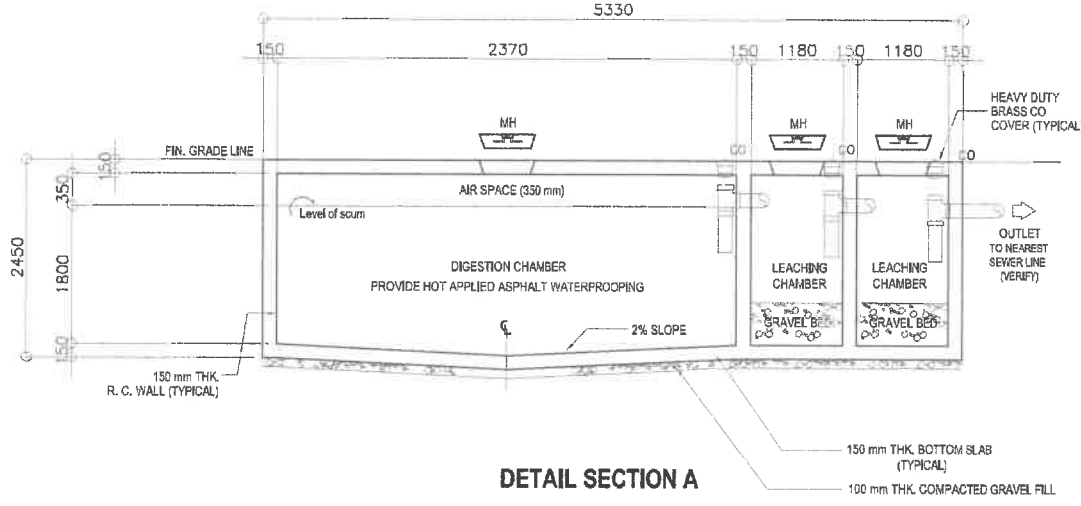 5330
150 2370 150 1180 150 1180 150
HEAVY DUTY
BRASS CO
COVER (TYPICAL
MH MH MH
FIN. GRADE LINE
CO CO CO
150
350
AIR SPACE (350 mm)
Level of scum
2450
1800
OUTLET
TO NEAREST
SEWER LINE
(VERIFY)
DIGESTION CHAMBER
PROVIDE HOT APPLIED ASPHALT WATERPROOPING
LEACHING
CHAMBER
LEACHING
CHAMBER
GRAVEL BED
GRAVEL BED
2% SLOPE
150
150 mm THK.
R. C. WALL (TYPICAL)
150 mm THK. BOTTOM SLAB
(TYPICAL)
100 mm THK. COMPACTED GRAVEL FILL
DETAIL SECTION A